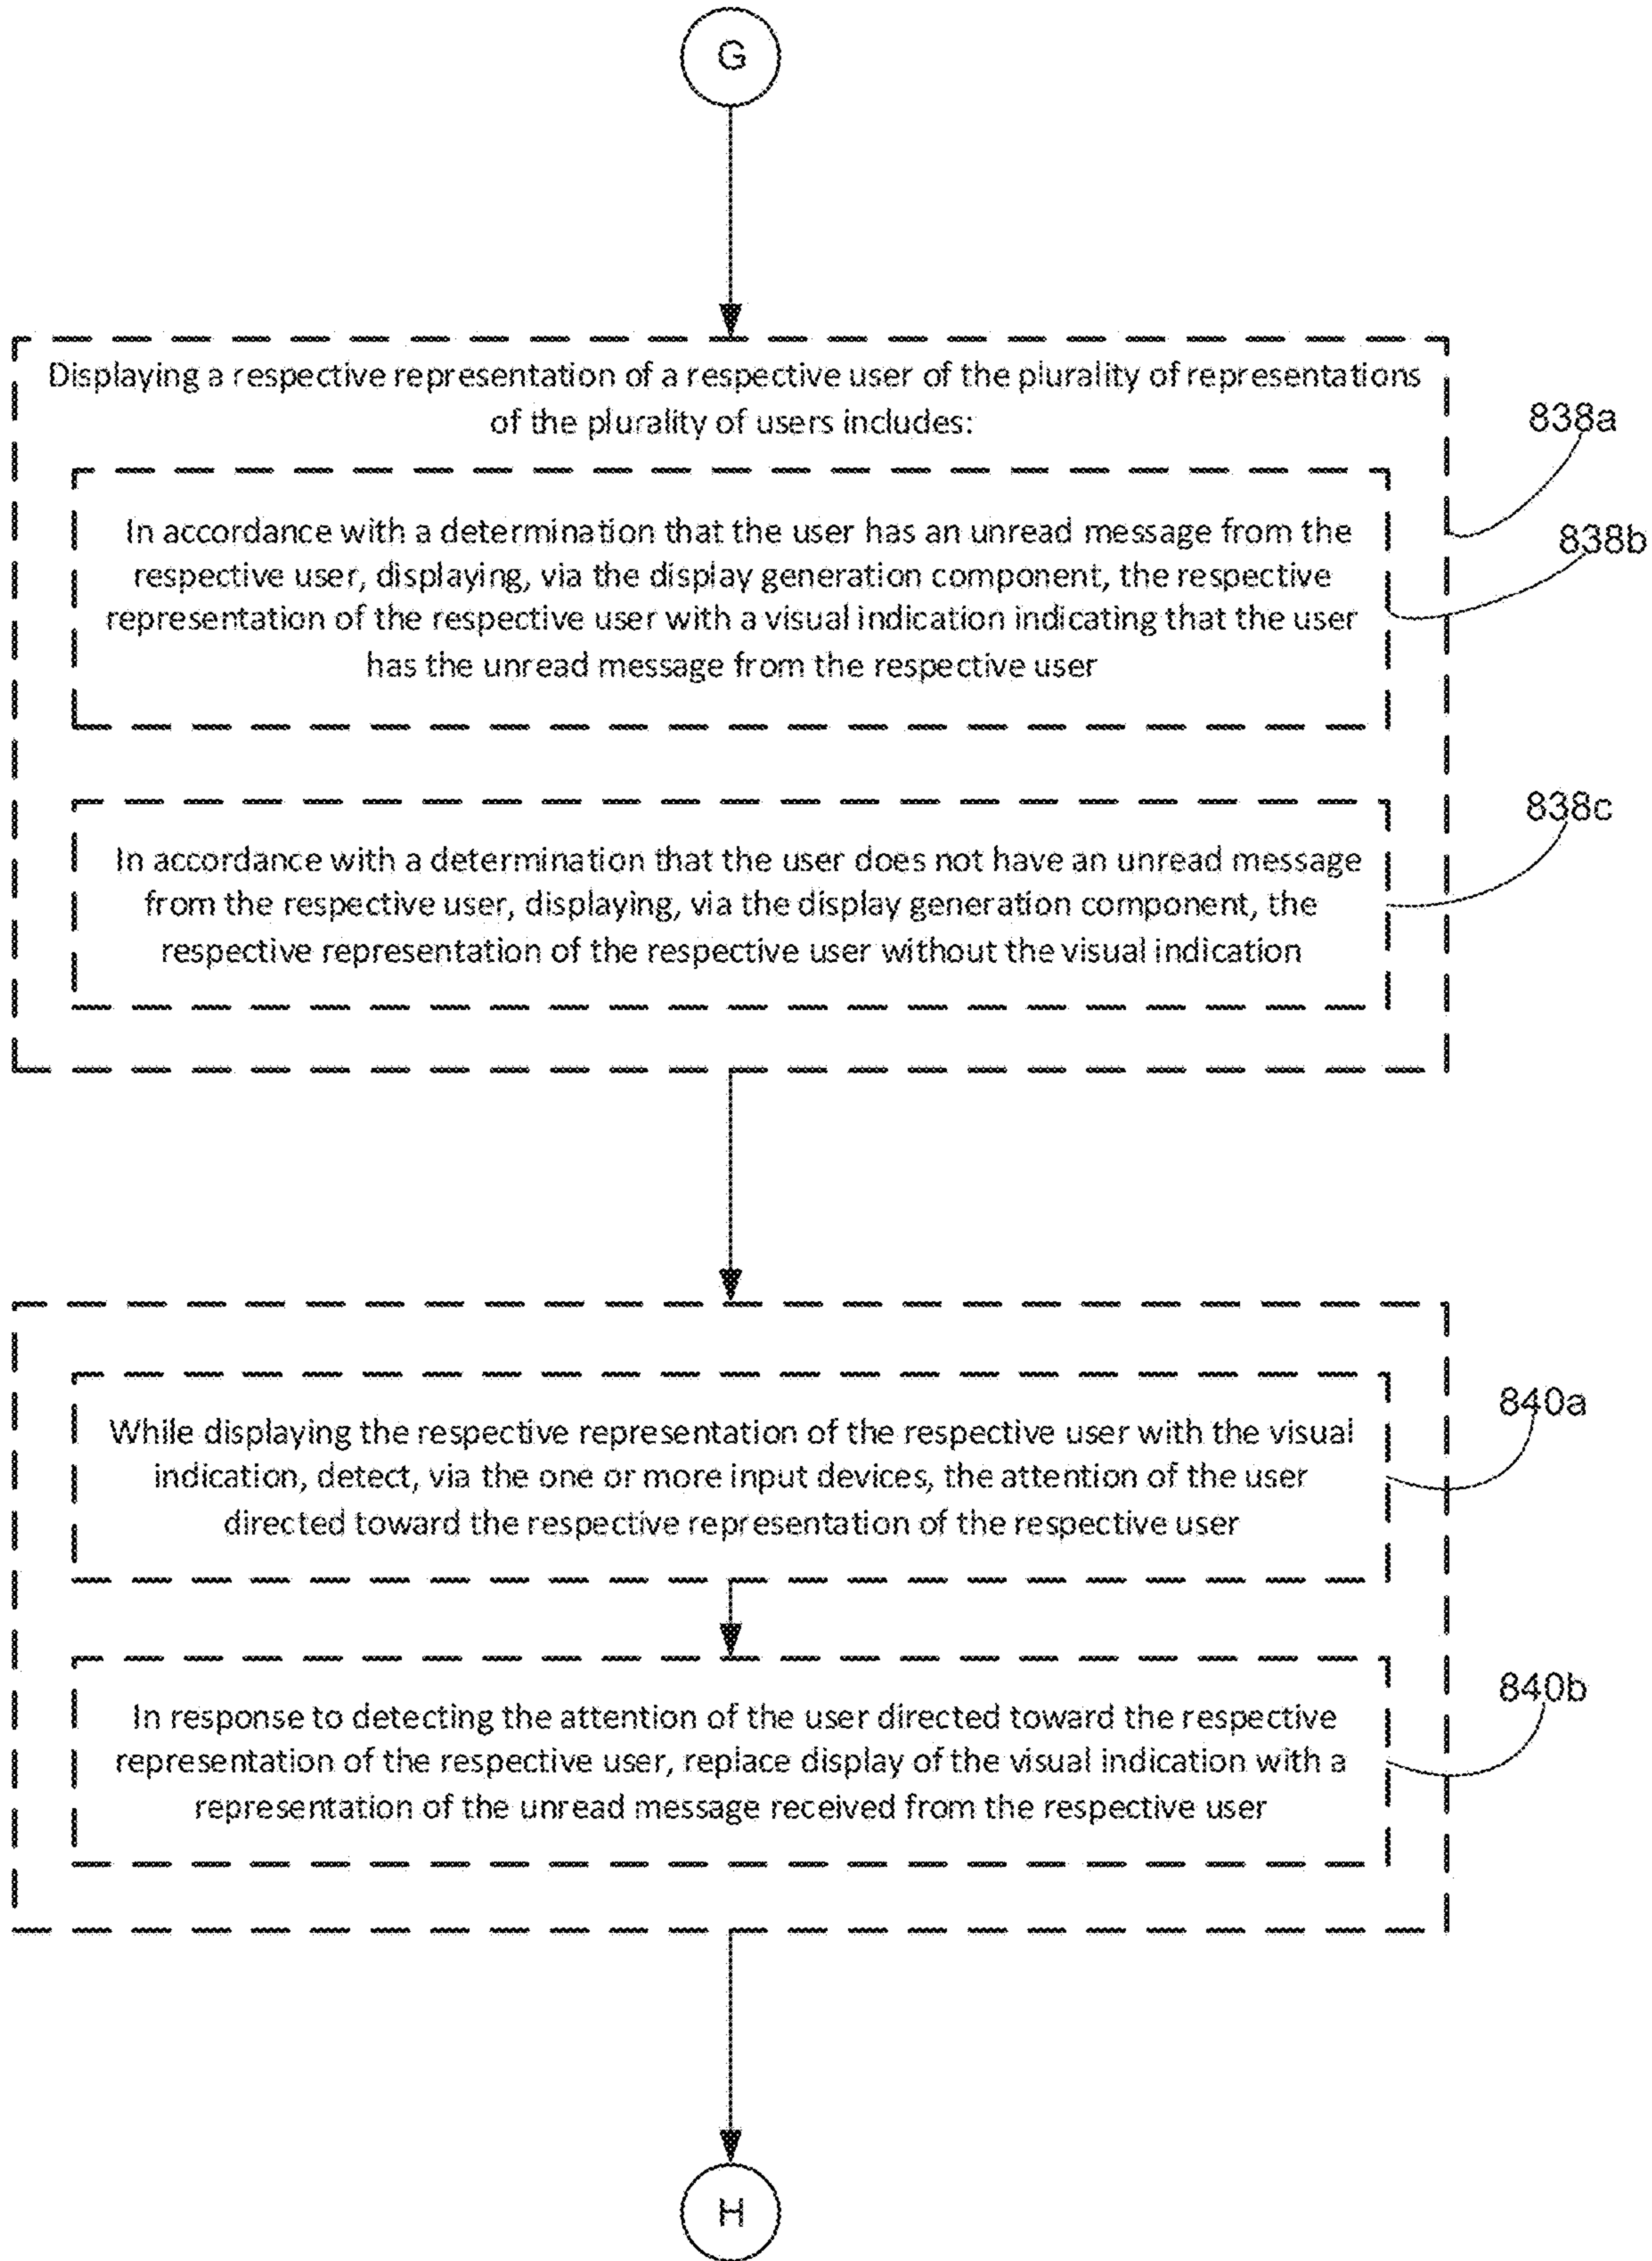 G
Displaying a respective representation of a respective user of the plurality of representations
of the plurality of users includes:
838a
838b
In accordance with a determination that the user has an unread message from the
respective user, displaying, via the display generation component, the respective
representation of the respective user with a visual indication indicating that the user
has the unread message from the respective user
838c
In accordance with a determination that the user does not have an unread message
from the respective user, displaying, via the display generation component, the
respective representation of the respective user without the visual indication
840a
While displaying the respective representation of the respective user with the visual
indication, detect, via the one or more input devices, the attention of the user
directed toward the respective representation of the respective user
840b
In response to detecting the attention of the user directed toward the respective
representation of the respective user, replace display of the visual indication with a
representation of the unread message received from the respective user
H